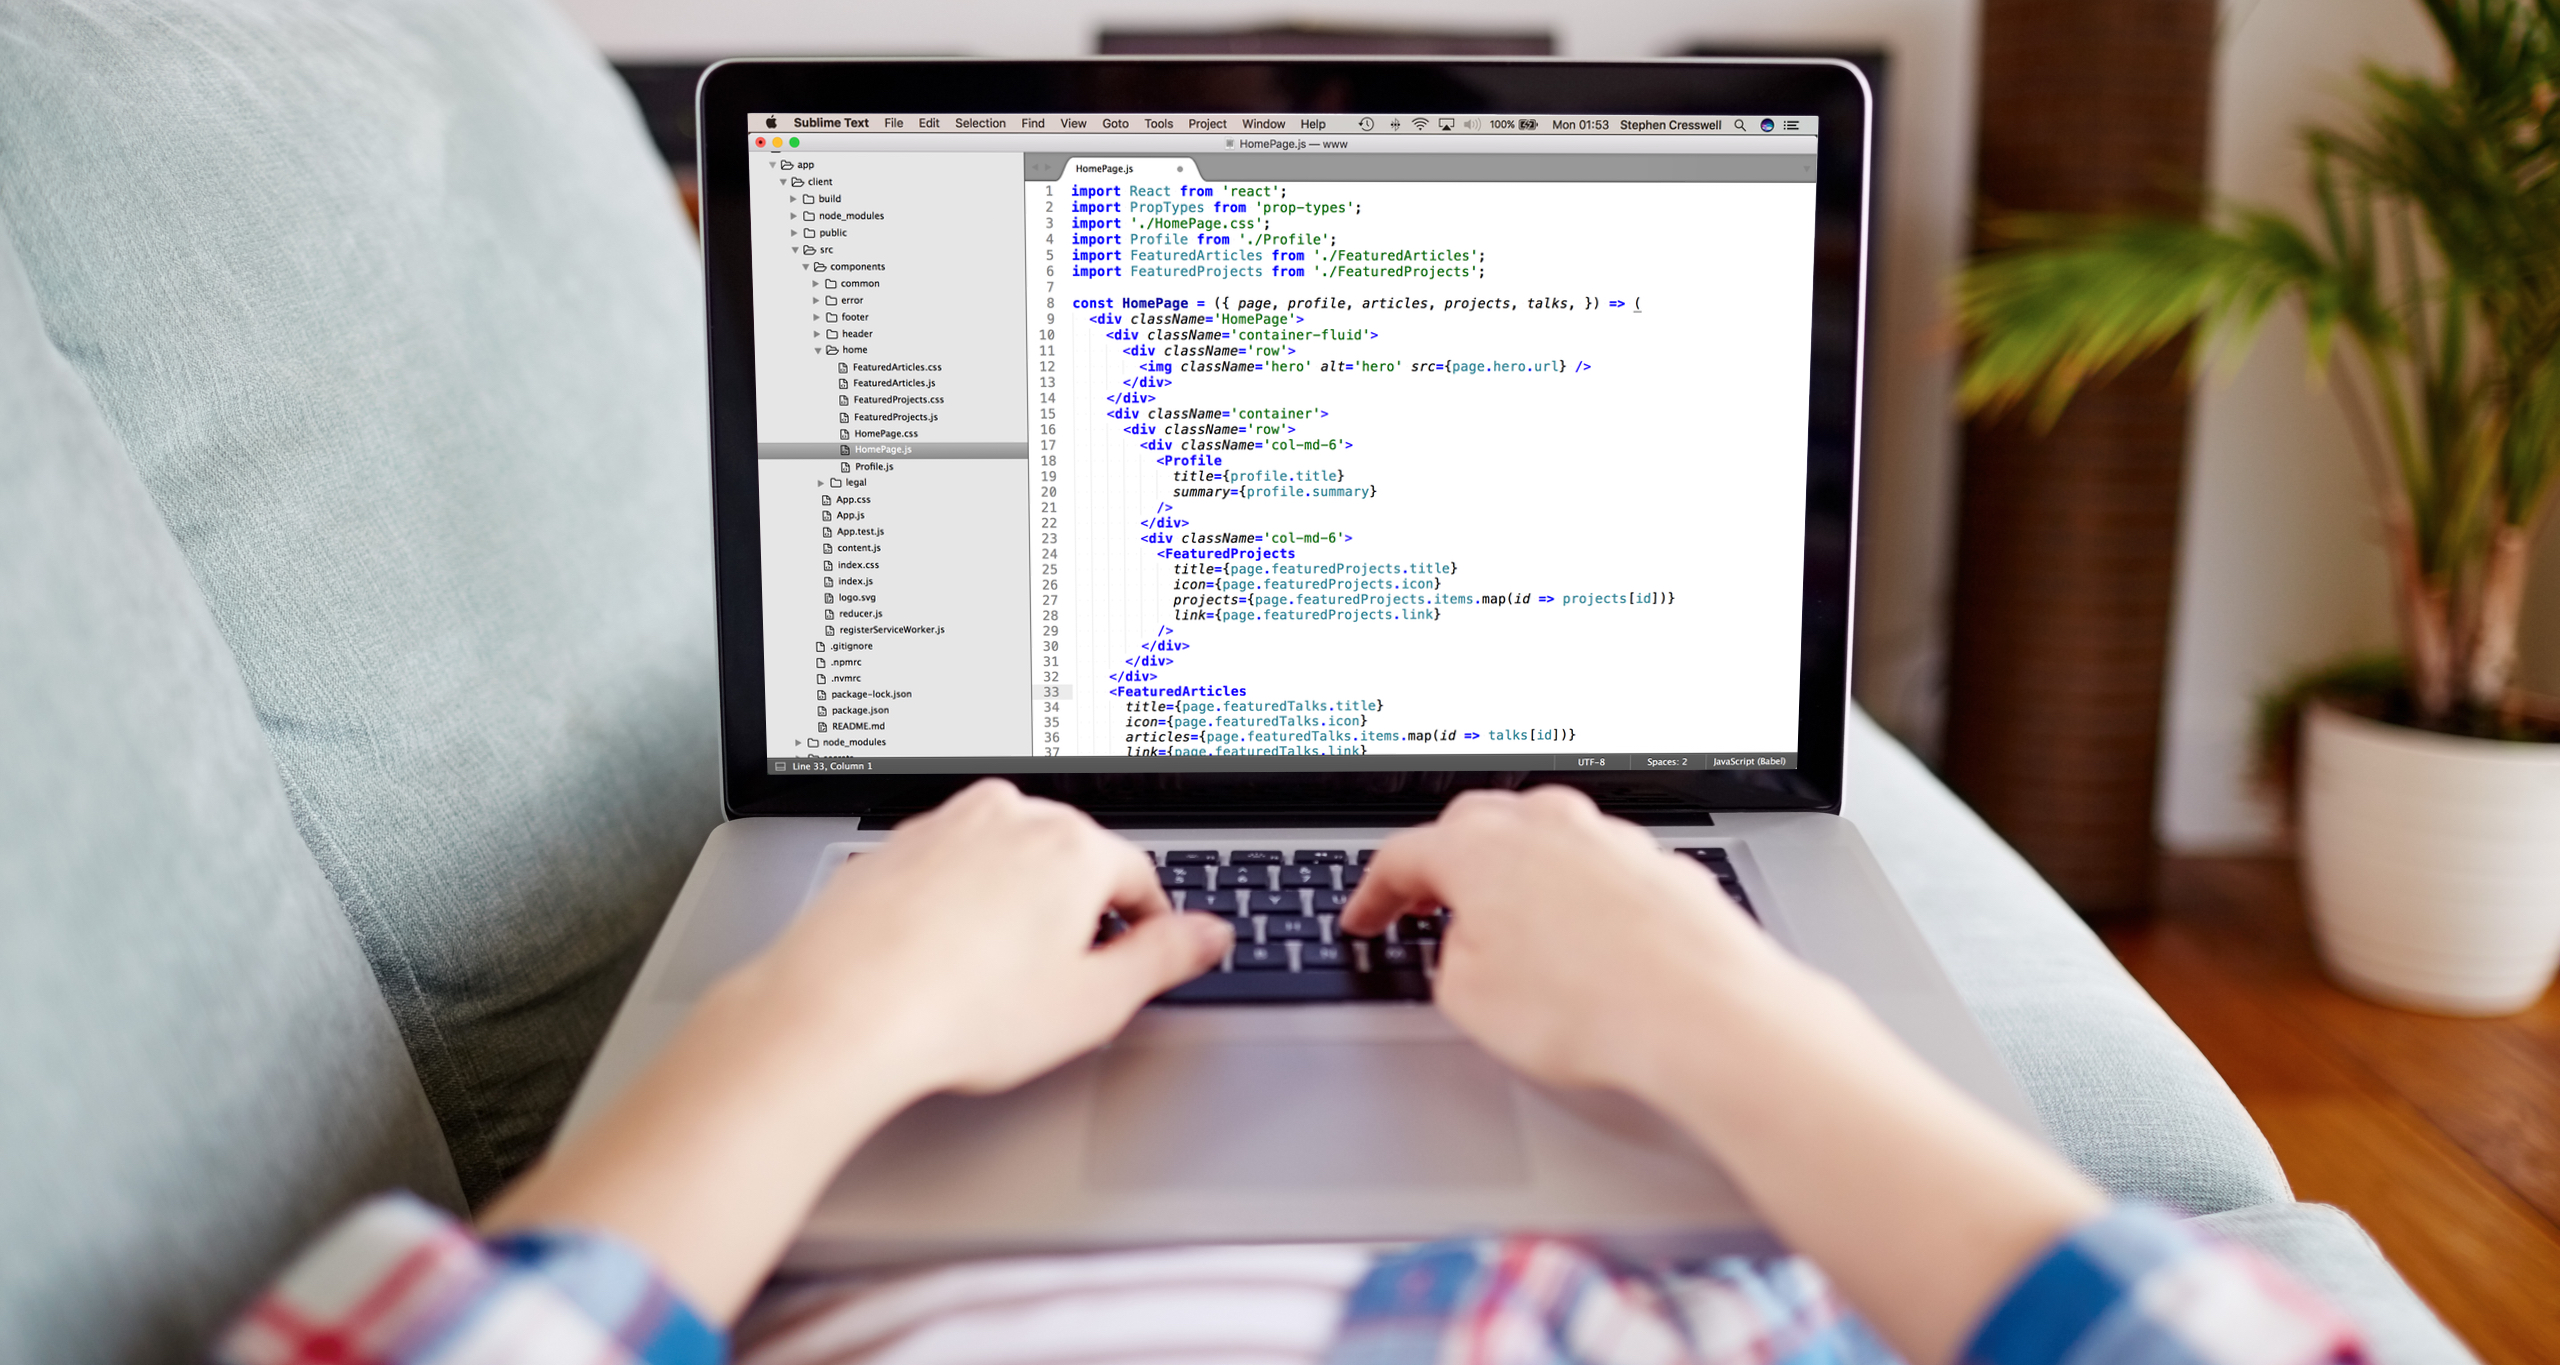 Sublime Text File Edit Selection Find View Goto Tools Project Window Help 100% Mon 01:53 Stephen Cresswell
HomePage.js — www
app
client
build
node_modules
public
src
components
common
error
footer
header
home
FeaturedArticles.css
FeaturedArticles.js
FeaturedProjects.css
FeaturedProjects.js
HomePage.css
HomePage.js
Profile.js
legal
App.css
App.js
App.test.js
content.js
index.css
index.js
logo.svg
reducer.js
registerServiceWorker.js
.gitignore
.npmrc
.nvmrc
package-lock.json
package.json
README.md
node_modules
HomePage.js
1 import React from 'react';
2 import PropTypes from 'prop-types';
3 import './HomePage.css';
4 import Profile from './Profile';
5 import FeaturedArticles from './FeaturedArticles';
6 import FeaturedProjects from './FeaturedProjects';
7
8 const HomePage = ({ page, profile, articles, projects, talks, }) => (
9 <div className='HomePage'>
10 <div className='container-fluid'>
11 <div className='row'>
12 <img className='hero' alt='hero' src={page.hero.url} />
13 </div>
14 </div>
15 <div className='container'>
16 <div className='row'>
17 <div className='col-md-6'>
18 <Profile
19 title={profile.title}
20 summary={profile.summary}
21 />
22 </div>
23 <div className='col-md-6'>
24 <FeaturedProjects
25 title={page.featuredProjects.title}
26 icon={page.featuredProjects.icon}
27 projects={page.featuredProjects.items.map(id => projects[id])}
28 link={page.featuredProjects.link}
29 />
30 </div>
31 </div>
32 </div>
33 <FeaturedArticles
34 title={page.featuredTalks.title}
35 icon={page.featuredTalks.icon}
36 articles={page.featuredTalks.items.map(id => talks[id])}
37 link={page.featuredTalks.link}
Line 33, Column 1 UTF-8 Spaces: 2 JavaScript (Babel)